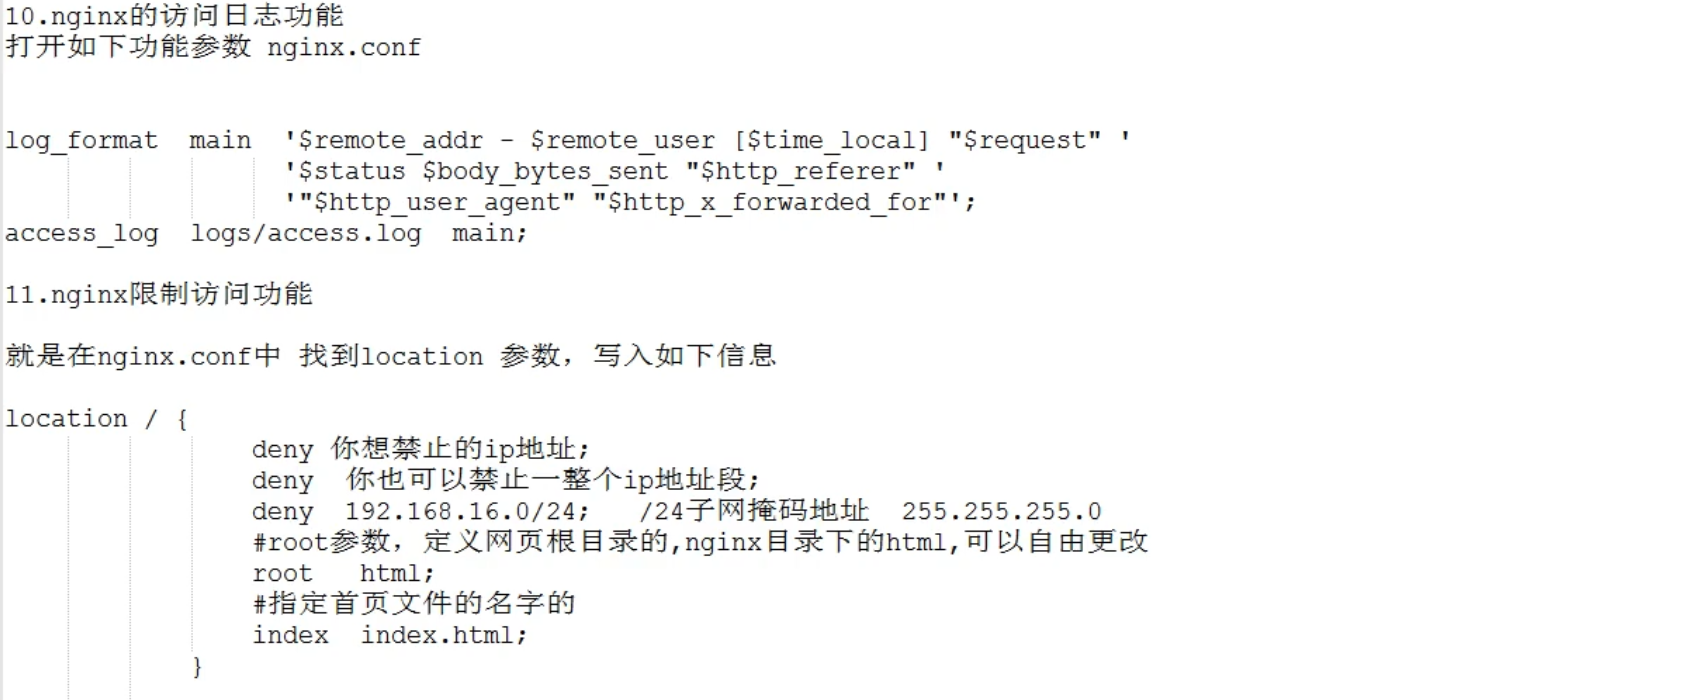 10.nginx的访问日志功能
打开如下功能参数 nginx.conf
log_format  main  '$remote_addr - $remote_user [$time_local] "$request" '
'$status $body_bytes_sent "$http_referer" '
'"$http_user_agent" "$http_x_forwarded_for"';
access_log  logs/access.log  main;
11.nginx限制访问功能
就是在nginx.conf中 找到location 参数，写入如下信息
location / {
deny 你想禁止的ip地址;
deny  你也可以禁止一整个ip地址段;
deny  192.168.16.0/24;   /24子网掩码地址  255.255.255.0
#root参数，定义网页根目录的,nginx目录下的html,可以自由更改
root   html;
#指定首页文件的名字的
index  index.html;
}